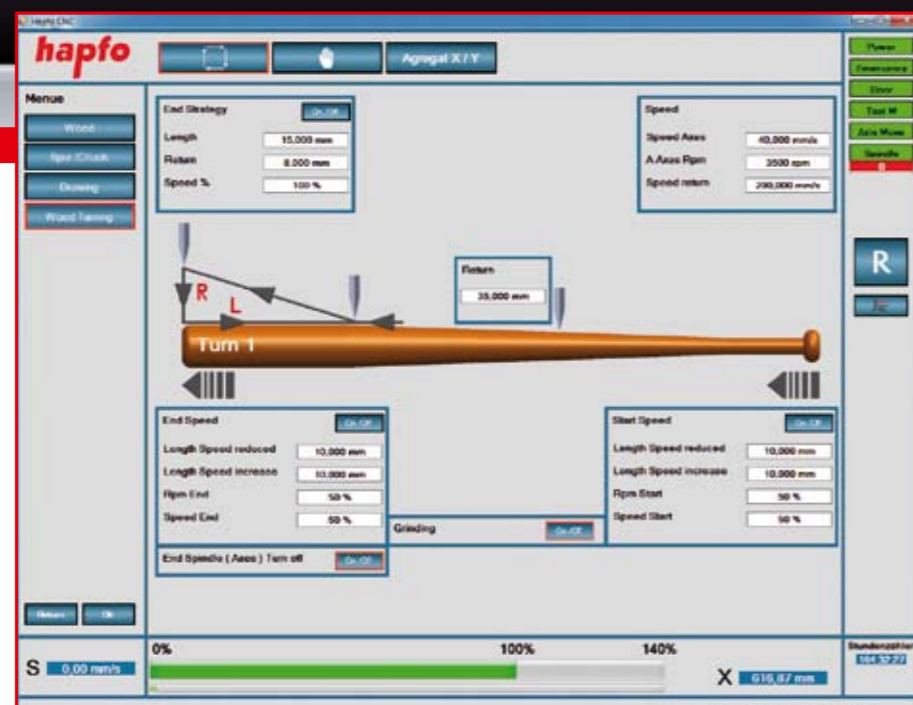 Hapfo CNC
hapfo
Agregat X / Y
Menue
Wood
Drawing
Wood Turning
Return Ok
End Strategy On /Off
Length 15,000 mm
Return 8.000 mm
Speed % 100 %
Speed
Speed Axes 40,000 mm/s
A-Axes Rpm 3500 rpm
Speed return 200,000 mm/s
R
L
Return
35,000 mm
Turn 1
End Speed On /Off
Length Speed reduced 10,000 mm
Length Speed increase 10,000 mm
Rpm End 50 %
Speed End 50 %
Start Speed On /Off
Length Speed reduced 10,000 mm
Length Speed increase 10,000 mm
Rpm Start 50 %
Speed Start 50 %
Grinding On /Off
End Spindle ( Axes ) Turn off On /Off
Power
Emergency
Door
Tool M
Axis Move
Spindle
0
R
S 0,00 mm/s
0% 100% 140%
X 616,87 mm
Stundenzähler